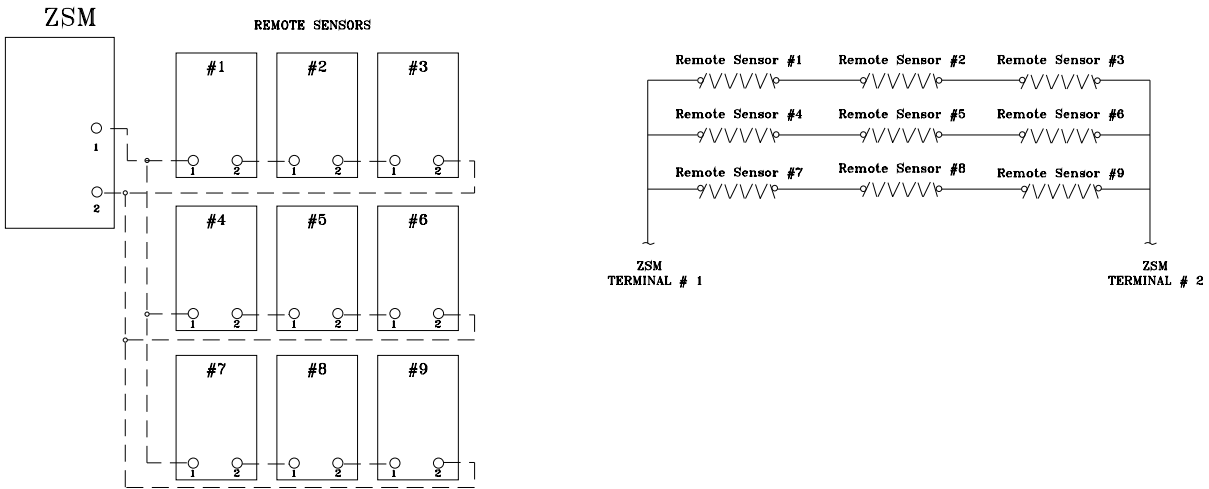 ZSM
REMOTE SENSORS
#1
#2
#3
1
2
1 2 1 2 1 2
#4
#5
#6
1 2 1 2 1 2
#7
#8
#9
1 2 1 2 1 2
Remote Sensor #1
Remote Sensor #2
Remote Sensor #3
Remote Sensor #4
Remote Sensor #5
Remote Sensor #6
Remote Sensor #7
Remote Sensor #8
Remote Sensor #9
ZSM
TERMINAL # 1
ZSM
TERMINAL # 2